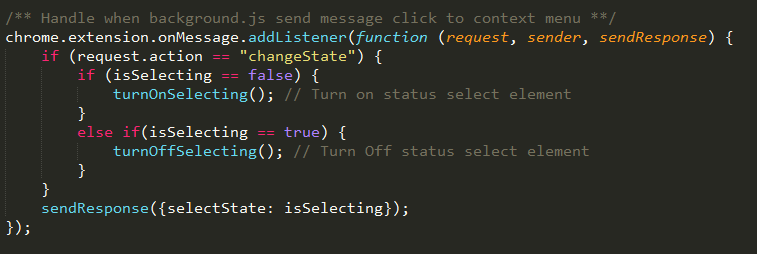 /** Handle when background.js send message click to context menu **/
chrome.extension.onMessage.addListener(function (request, sender, sendResponse) {
    if (request.action == "changeState") {
        if (isSelecting == false) {
            turnOnSelecting(); // Turn on status select element
        }
        else if(isSelecting == true) {
            turnOffSelecting(); // Turn Off status select element
        }
    }
    sendResponse({selectState: isSelecting});
});